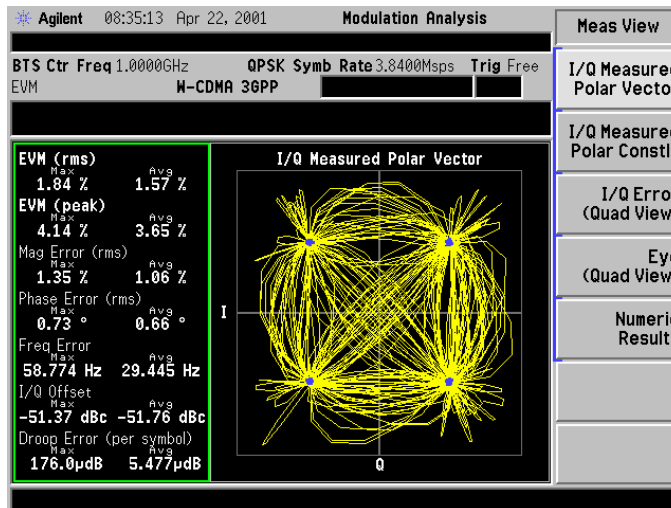 Agilent 08:35:13 Apr 22, 2001 Modulation Analysis
Meas View
BTS Ctr Freq 1.0000GHz QPSK Symb Rate 3.8400Msps Trig Free
EVM W-CDMA 3GPP
I/Q Measured
Polar Vecto
I/Q Measured
Polar Constl
I/Q Erro
(Quad View
Ey
(Quad View
Numeri
Result
EVM (rms)
Max Avg
1.84 % 1.57 %
EVM (peak)
Max Avg
4.14 % 3.65 %
Mag Error (rms)
Max Avg
1.35 % 1.06 %
Phase Error (rms)
Max Avg
0.73 ° 0.66 °
Freq Error
Max Avg
58.774 Hz 29.445 Hz
I/Q Offset
Max Avg
-51.37 dBc -51.76 dBc
Droop Error (per symbol)
Max Avg
176.0µdB 5.477µdB
I/Q Measured Polar Vector
I
Q